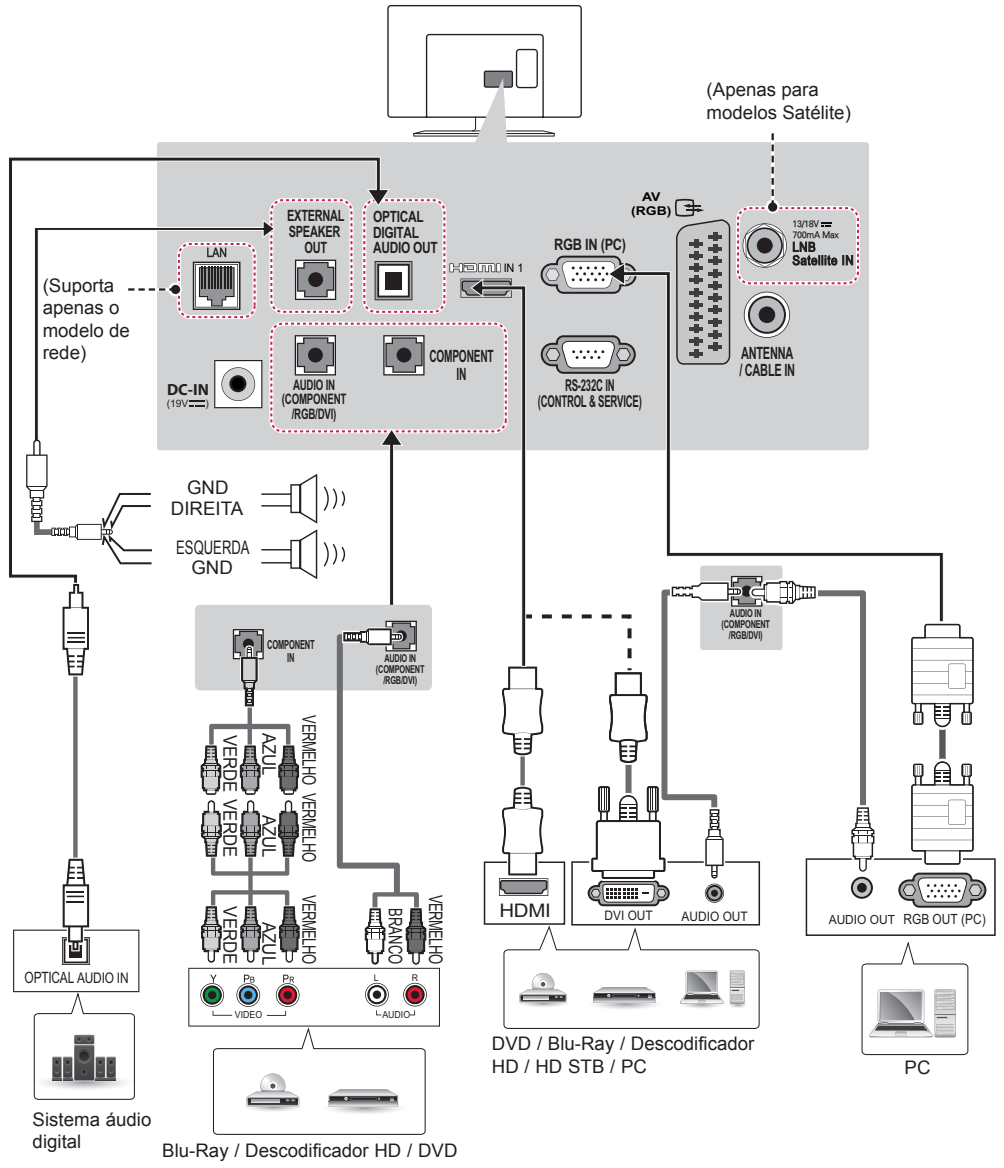 (Apenas para
modelos Satélite)
EXTERNAL
SPEAKER
OUT
OPTICAL
DIGITAL
AUDIO OUT
LAN
HDMI IN 1
RGB IN (PC)
AV
(RGB)
13/18V
700mA Max
LNB
Satellite IN
(Suporta
apenas o
modelo de
rede)
DC-IN
(19V)
AUDIO IN
(COMPONENT
/RGB/DVI)
COMPONENT
IN
RS-232C IN
(CONTROL & SERVICE)
ANTENNA
/ CABLE IN
GND
DIREITA
ESQUERDA
GND
COMPONENT
IN
AUDIO IN
(COMPONENT
/RGB/DVI)
AUDIO IN
(COMPONENT
/RGB/DVI)
VERDE
AZUL
VERMELHO
VERDE
AZUL
VERMELHO
VERDE
AZUL
VERMELHO
BRANCO
VERMELHO
Y PB PR
VIDEO
L R
AUDIO
OPTICAL AUDIO IN
HDMI
DVI OUT
AUDIO OUT
AUDIO OUT
RGB OUT (PC)
Sistema áudio
digital
Blu-Ray / Descodificador HD / DVD
DVD / Blu-Ray / Descodificador
HD / HD STB / PC
PC